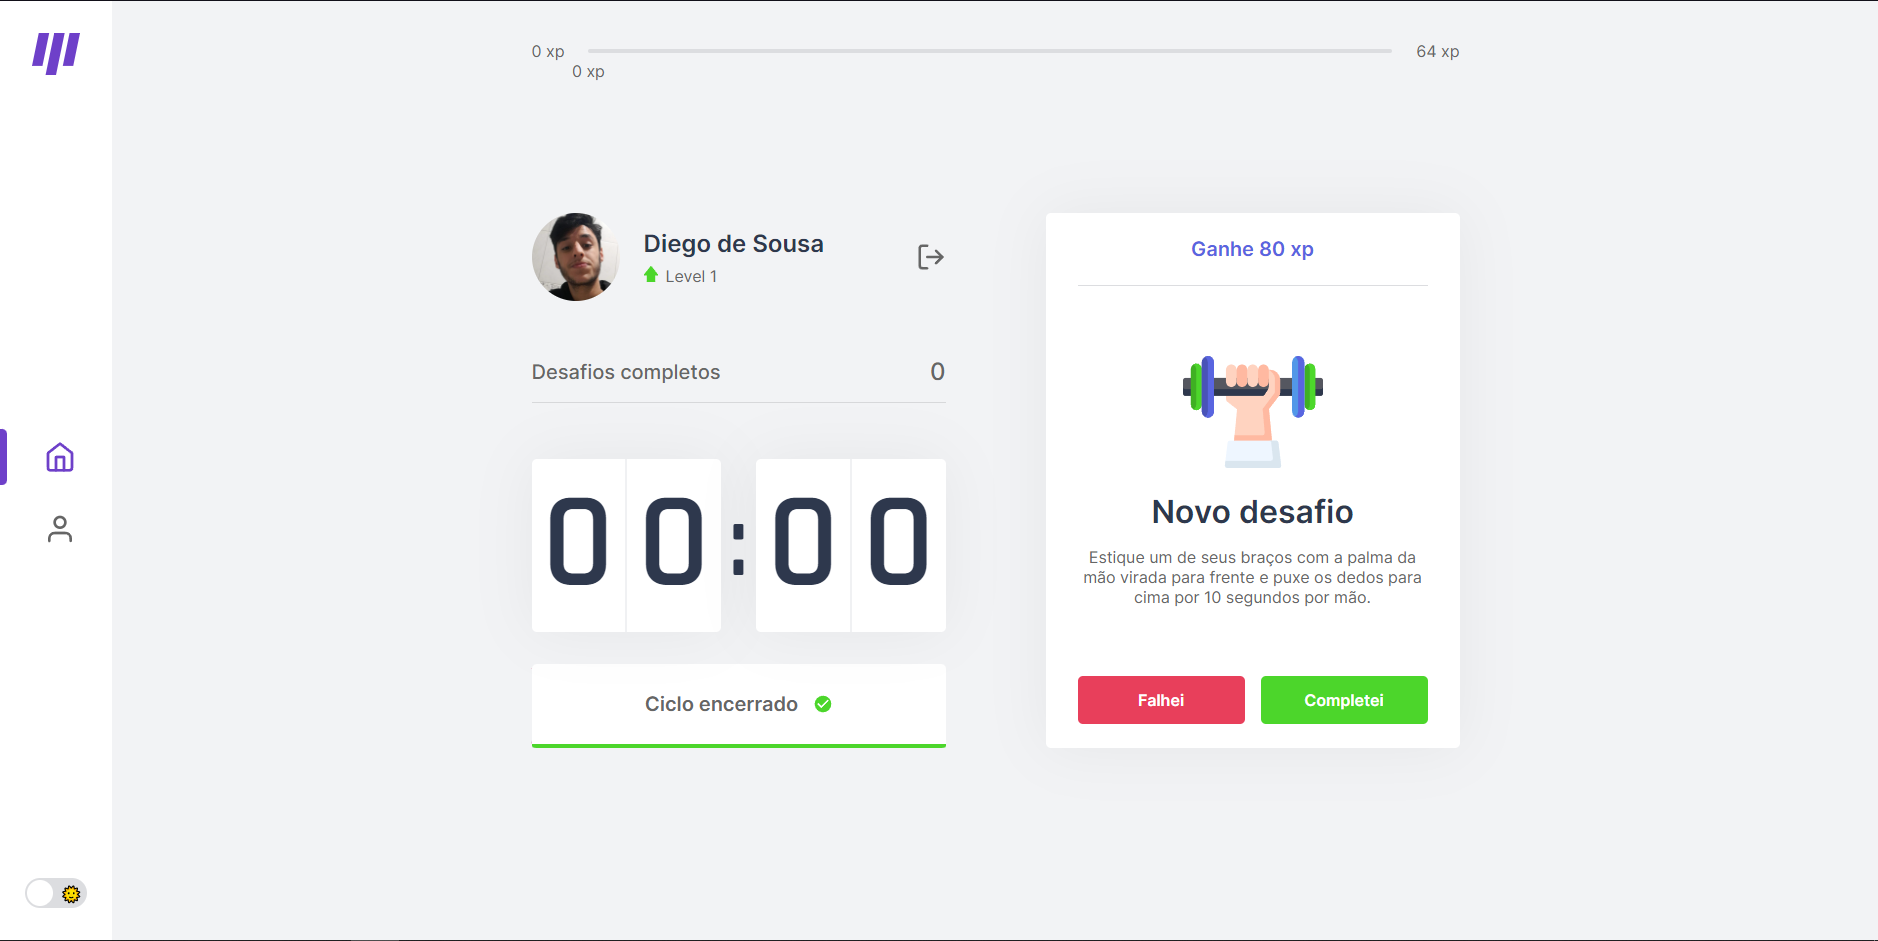 0 xp
64 xp
0 xp
Diego de Sousa
Level 1
Desafios completos
0
00:00
Ciclo encerrado
Ganhe 80 xp
Novo desafio
Estique um de seus braços com a palma da
mão virada para frente e puxe os dedos para
cima por 10 segundos por mão.
Falhei
Completei